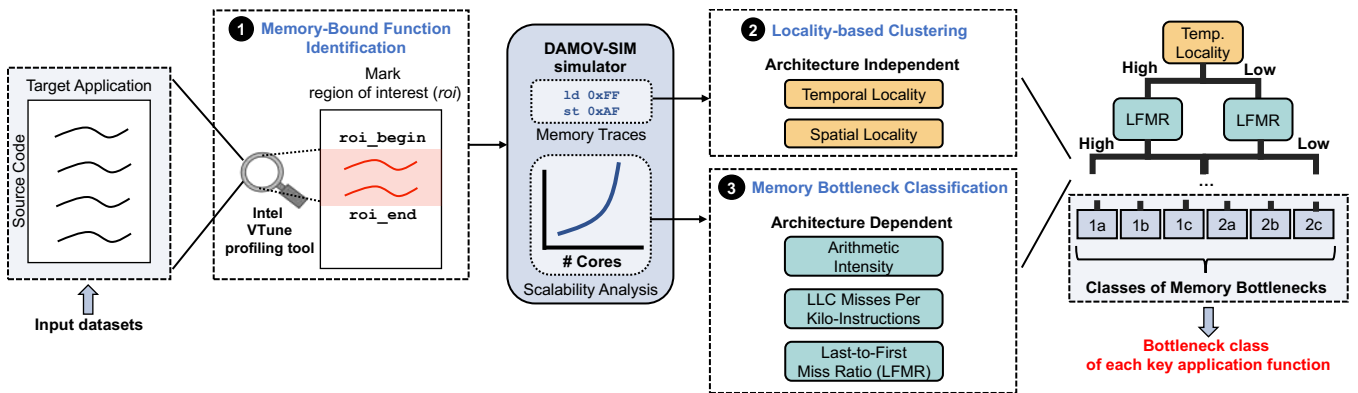 Source Code
Target Application
Input datasets
1 Memory-Bound Function
Identification
Mark
region of interest (roi)
roi_begin
roi_end
Intel
VTune
profiling tool
DAMOV-SIM
simulator
ld 0xFF
st 0xAF
Memory Traces
# Cores
Scalability Analysis
2 Locality-based Clustering
Architecture Independent
Temporal Locality
Spatial Locality
3 Memory Bottleneck Classification
Architecture Dependent
Arithmetic
Intensity
LLC Misses Per
Kilo-Instructions
Last-to-First
Miss Ratio (LFMR)
Temp.
Locality
High
Low
LFMR
LFMR
High
Low
...
1a
1b
1c
2a
2b
2c
Classes of Memory Bottlenecks
Bottleneck class
of each key application function